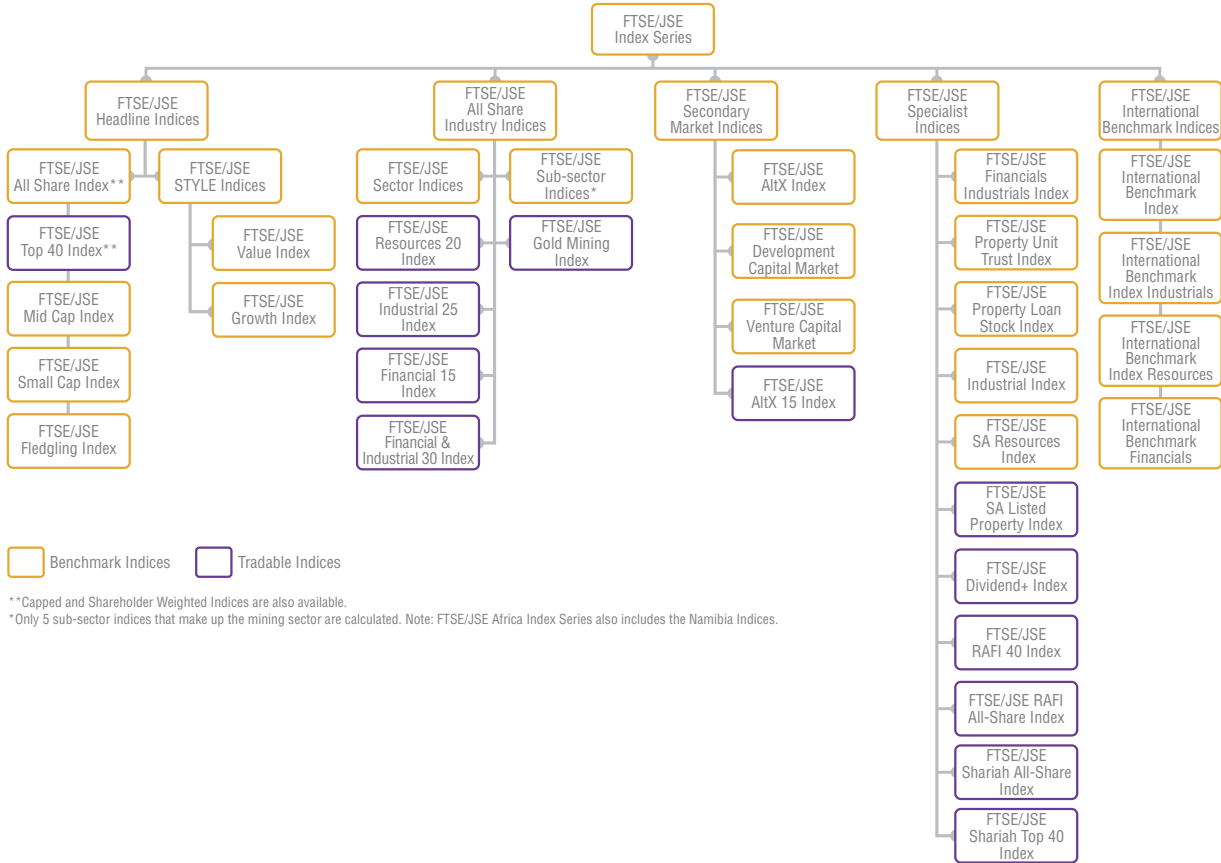 FTSE/JSE
Index Series
FTSE/JSE
Headline Indices
FTSE/JSE
All Share
Industry Indices
FTSE/JSE
Secondary
Market Indices
FTSE/JSE
Specialist
Indices
FTSE/JSE
International
Benchmark Indices
FTSE/JSE
All Share Index**
FTSE/JSE
STYLE Indices
FTSE/JSE
Top 40 Index**
FTSE/JSE
Value Index
FTSE/JSE
Mid Cap Index
FTSE/JSE
Growth Index
FTSE/JSE
Small Cap Index
FTSE/JSE
Fledgling Index
FTSE/JSE
Sector Indices
FTSE/JSE
Sub-sector
Indices*
FTSE/JSE
Resources 20
Index
FTSE/JSE
Gold Mining
Index
FTSE/JSE
Industrial 25
Index
FTSE/JSE
Financial 15
Index
FTSE/JSE
Financial &
Industrial 30 Index
FTSE/JSE
AltX Index
FTSE/JSE
Development
Capital Market
FTSE/JSE
Venture Capital
Market
FTSE/JSE
AltX 15 Index
FTSE/JSE
Financials
Industrials Index
FTSE/JSE
Property Unit
Trust Index
FTSE/JSE
Property Loan
Stock Index
FTSE/JSE
Industrial Index
FTSE/JSE
SA Resources
Index
FTSE/JSE
SA Listed
Property Index
FTSE/JSE
Dividend+ Index
FTSE/JSE
RAFI 40 Index
FTSE/JSE RAFI
All-Share Index
FTSE/JSE
Shariah All-Share
Index
FTSE/JSE
Shariah Top 40
Index
FTSE/JSE
International
Benchmark
Index
FTSE/JSE
International
Benchmark
Index Industrials
FTSE/JSE
International
Benchmark
Index Resources
FTSE/JSE
International
Benchmark
Financials
Benchmark Indices
Tradable Indices
**Capped and Shareholder Weighted Indices are also available.
*Only 5 sub-sector indices that make up the mining sector are calculated. Note: FTSE/JSE Africa Index Series also includes the Namibia Indices.